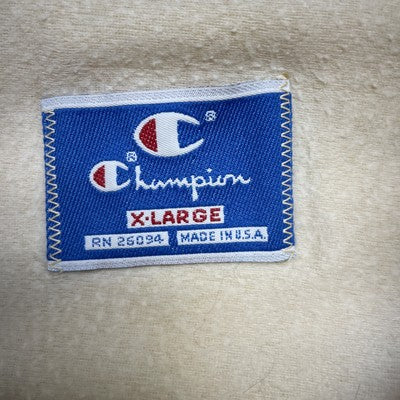 ®
® Champion
X-LARGE
RN 26094 MADE IN U.S.A.